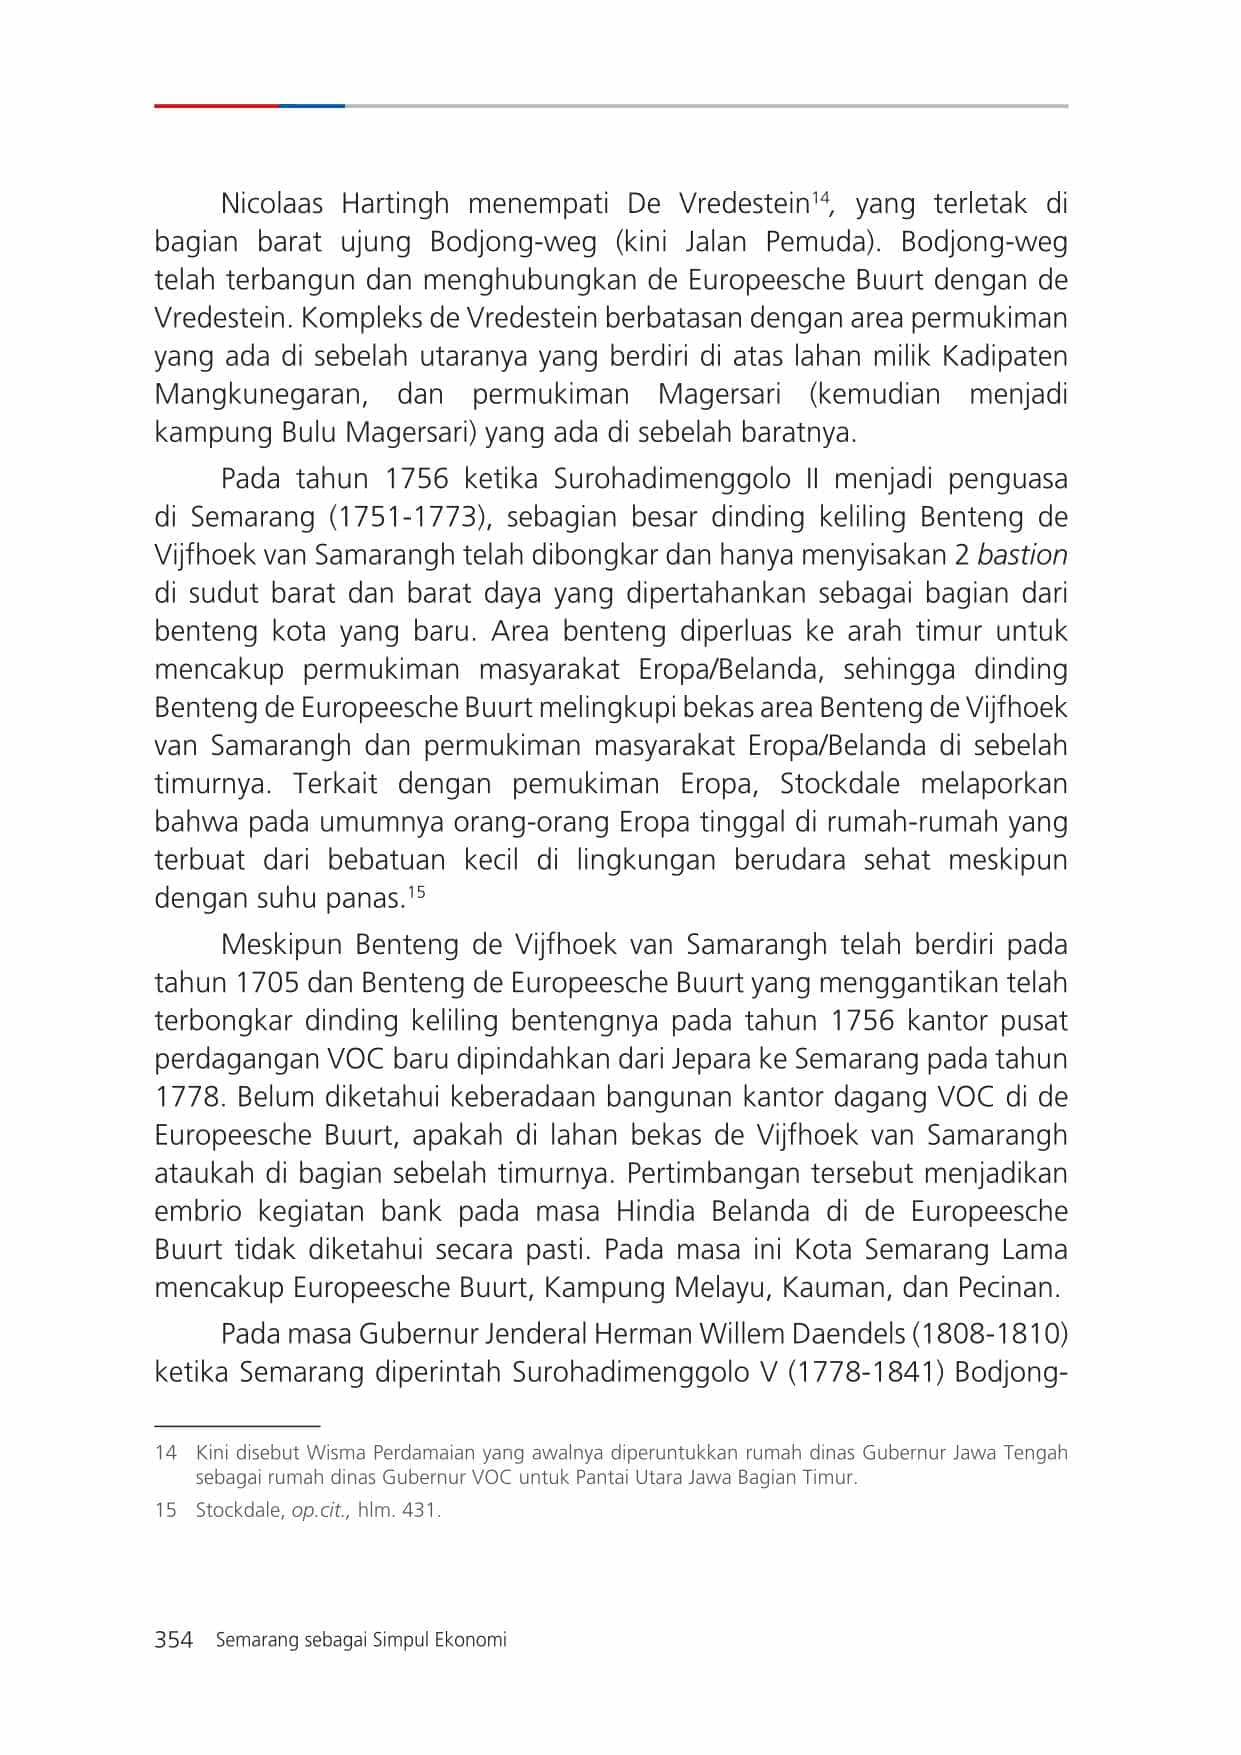 Nicolaas Hartingh menempati De Vredestein14, yang terletak di
bagian barat ujung Bodjong-weg (kini Jalan Pemuda). Bodjong-weg
telah terbangun dan menghubungkan de Europeesche Buurt dengan de
Vredestein. Kompleks de Vredestein berbatasan dengan area permukiman
yang ada di sebelah utaranya yang berdiri di atas lahan milik Kadipaten
Mangkunegaran, dan permukiman Magersari (kemudian menjadi
kampung Bulu Magersari) yang ada di sebelah baratnya.
Pada tahun 1756 ketika Surohadimenggolo II menjadi penguasa
di Semarang (1751-1773), sebagian besar dinding keliling Benteng de
Vijfhoek van Samarangh telah dibongkar dan hanya menyisakan 2 bastion
di sudut barat dan barat daya yang dipertahankan sebagai bagian dari
benteng kota yang baru. Area benteng diperluas ke arah timur untuk
mencakup permukiman masyarakat Eropa/Belanda, sehingga dinding
Benteng de Europeesche Buurt melingkupi bekas area Benteng de Vijfhoek
van Samarangh dan permukiman masyarakat Eropa/Belanda di sebelah
timurnya. Terkait dengan pemukiman Eropa, Stockdale melaporkan
bahwa pada umumnya orang-orang Eropa tinggal di rumah-rumah yang
terbuat dari bebatuan kecil di lingkungan berudara sehat meskipun
dengan suhu panas.15
Meskipun Benteng de Vijfhoek van Samarangh telah berdiri pada
tahun 1705 dan Benteng de Europeesche Buurt yang menggantikan telah
terbongkar dinding keliling bentengnya pada tahun 1756 kantor pusat
perdagangan VOC baru dipindahkan dari Jepara ke Semarang pada tahun
1778. Belum diketahui keberadaan bangunan kantor dagang VOC di de
Europeesche Buurt, apakah di lahan bekas de Vijfhoek van Samarangh
ataukah di bagian sebelah timurnya. Pertimbangan tersebut menjadikan
embrio kegiatan bank pada masa Hindia Belanda di de Europeesche
Buurt tidak diketahui secara pasti. Pada masa ini Kota Semarang Lama
mencakup Europeesche Buurt, Kampung Melayu, Kauman, dan Pecinan.
Pada masa Gubernur Jenderal Herman Willem Daendels (1808-1810)
ketika Semarang diperintah Surohadimenggolo V (1778-1841) Bodjong-
14 Kini disebut Wisma Perdamaian yang awalnya diperuntukkan rumah dinas Gubernur Jawa Tengah
sebagai rumah dinas Gubernur VOC untuk Pantai Utara Jawa Bagian Timur.
15 Stockdale, op.cit., hlm. 431.
354 Semarang sebagai Simpul Ekonomi